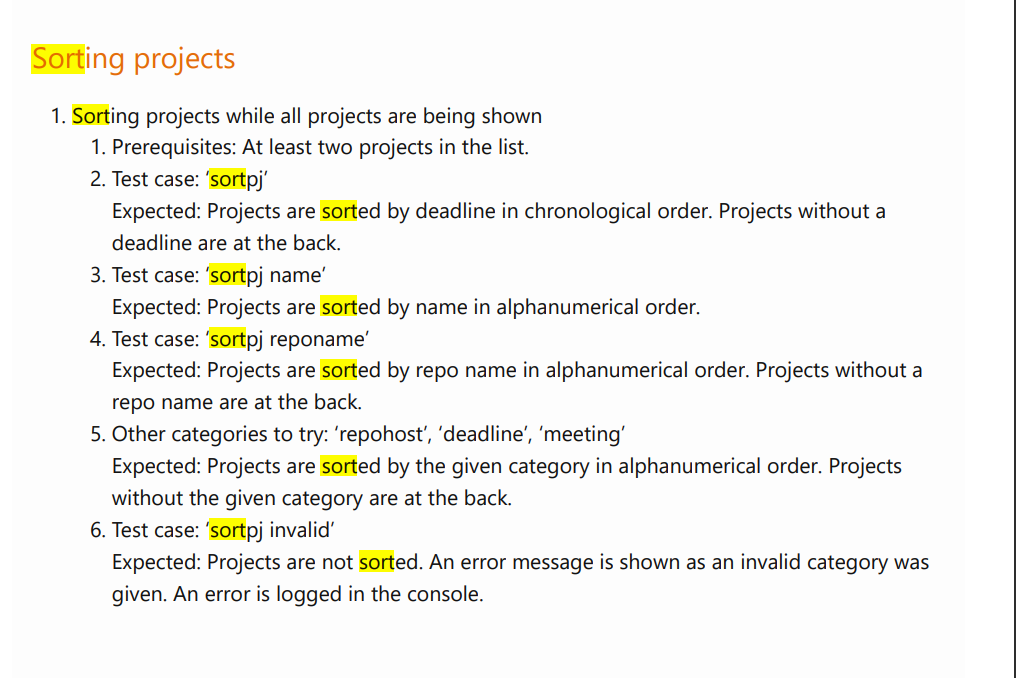 Sorting projects
1. Sorting projects while all projects are being shown
1. Prerequisites: At least two projects in the list.
2. Test case: ‘sortpj’
Expected: Projects are sorted by deadline in chronological order. Projects without a
deadline are at the back.
3. Test case: ‘sortpj name’
Expected: Projects are sorted by name in alphanumerical order.
4. Test case: ‘sortpj reponame’
Expected: Projects are sorted by repo name in alphanumerical order. Projects without a
repo name are at the back.
5. Other categories to try: ‘repohost’, ‘deadline’, ‘meeting’
Expected: Projects are sorted by the given category in alphanumerical order. Projects
without the given category are at the back.
6. Test case: ‘sortpj invalid’
Expected: Projects are not sorted. An error message is shown as an invalid category was
given. An error is logged in the console.